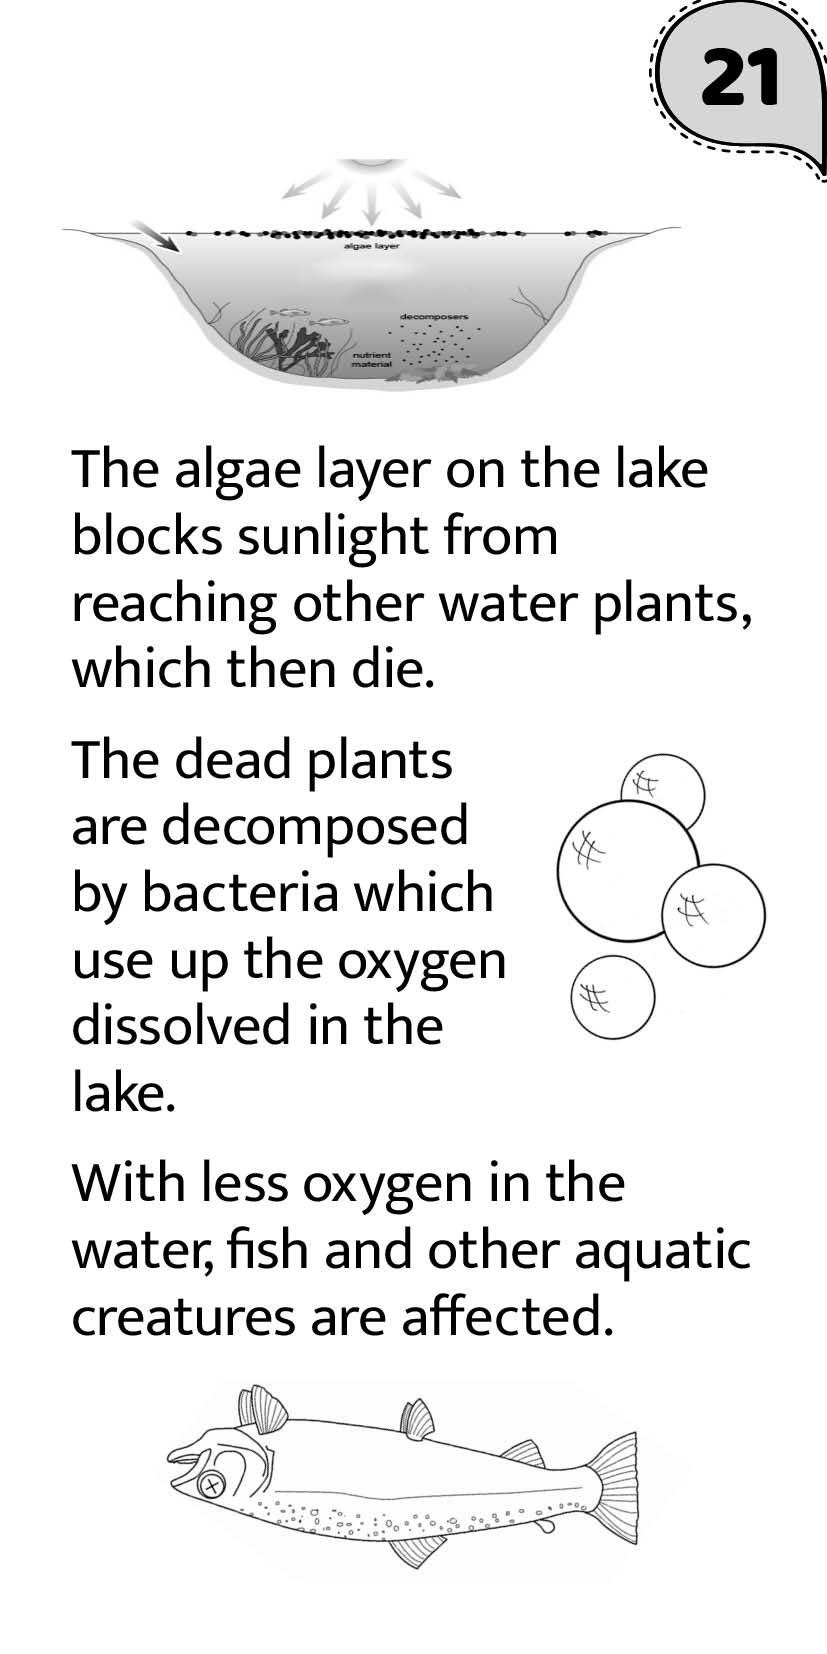 21
algae layer
decomposers
nutrient
material
The algae layer on the lake
blocks sunlight from
reaching other water plants,
which then die.
The dead plants
are decomposed
by bacteria which
use up the oxygen
dissolved in the
lake.
With less oxygen in the
water, fish and other aquatic
creatures are affected.